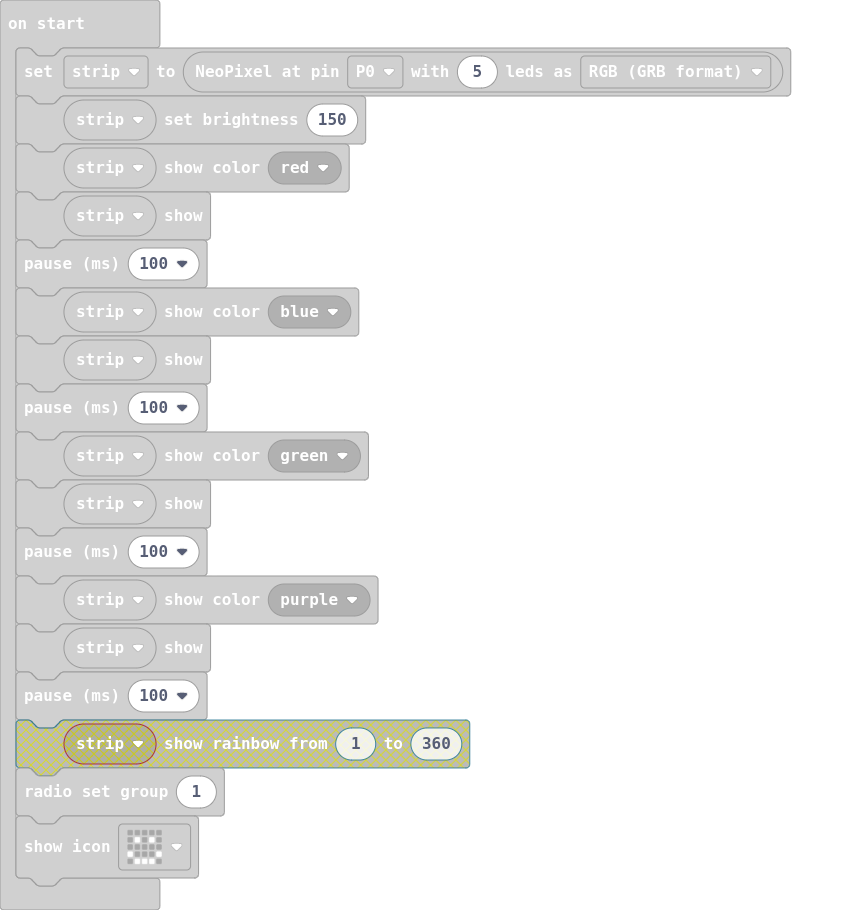 on start
set strip to NeoPixel at pin P0 with 5 leds as RGB (GRB format)
strip set brightness 150
strip show color red
strip show
pause (ms) 100
strip show color blue
strip show
pause (ms) 100
strip show color green
strip show
pause (ms) 100
strip show color purple
strip show
pause (ms) 100
strip show rainbow from 1 to 360
radio set group 1
show icon